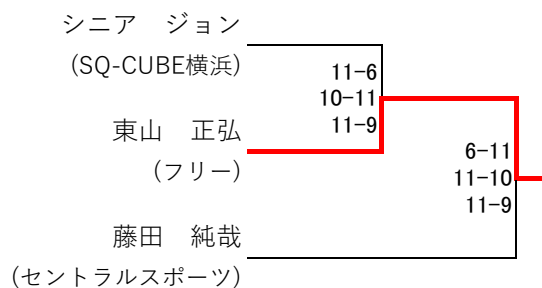 シニア　ジョン
(SQ-CUBE横浜)
11-6
10-11
11-9
東山　正弘
(フリー)
6-11
11-10
11-9
藤田　純哉
(セントラルスポーツ)